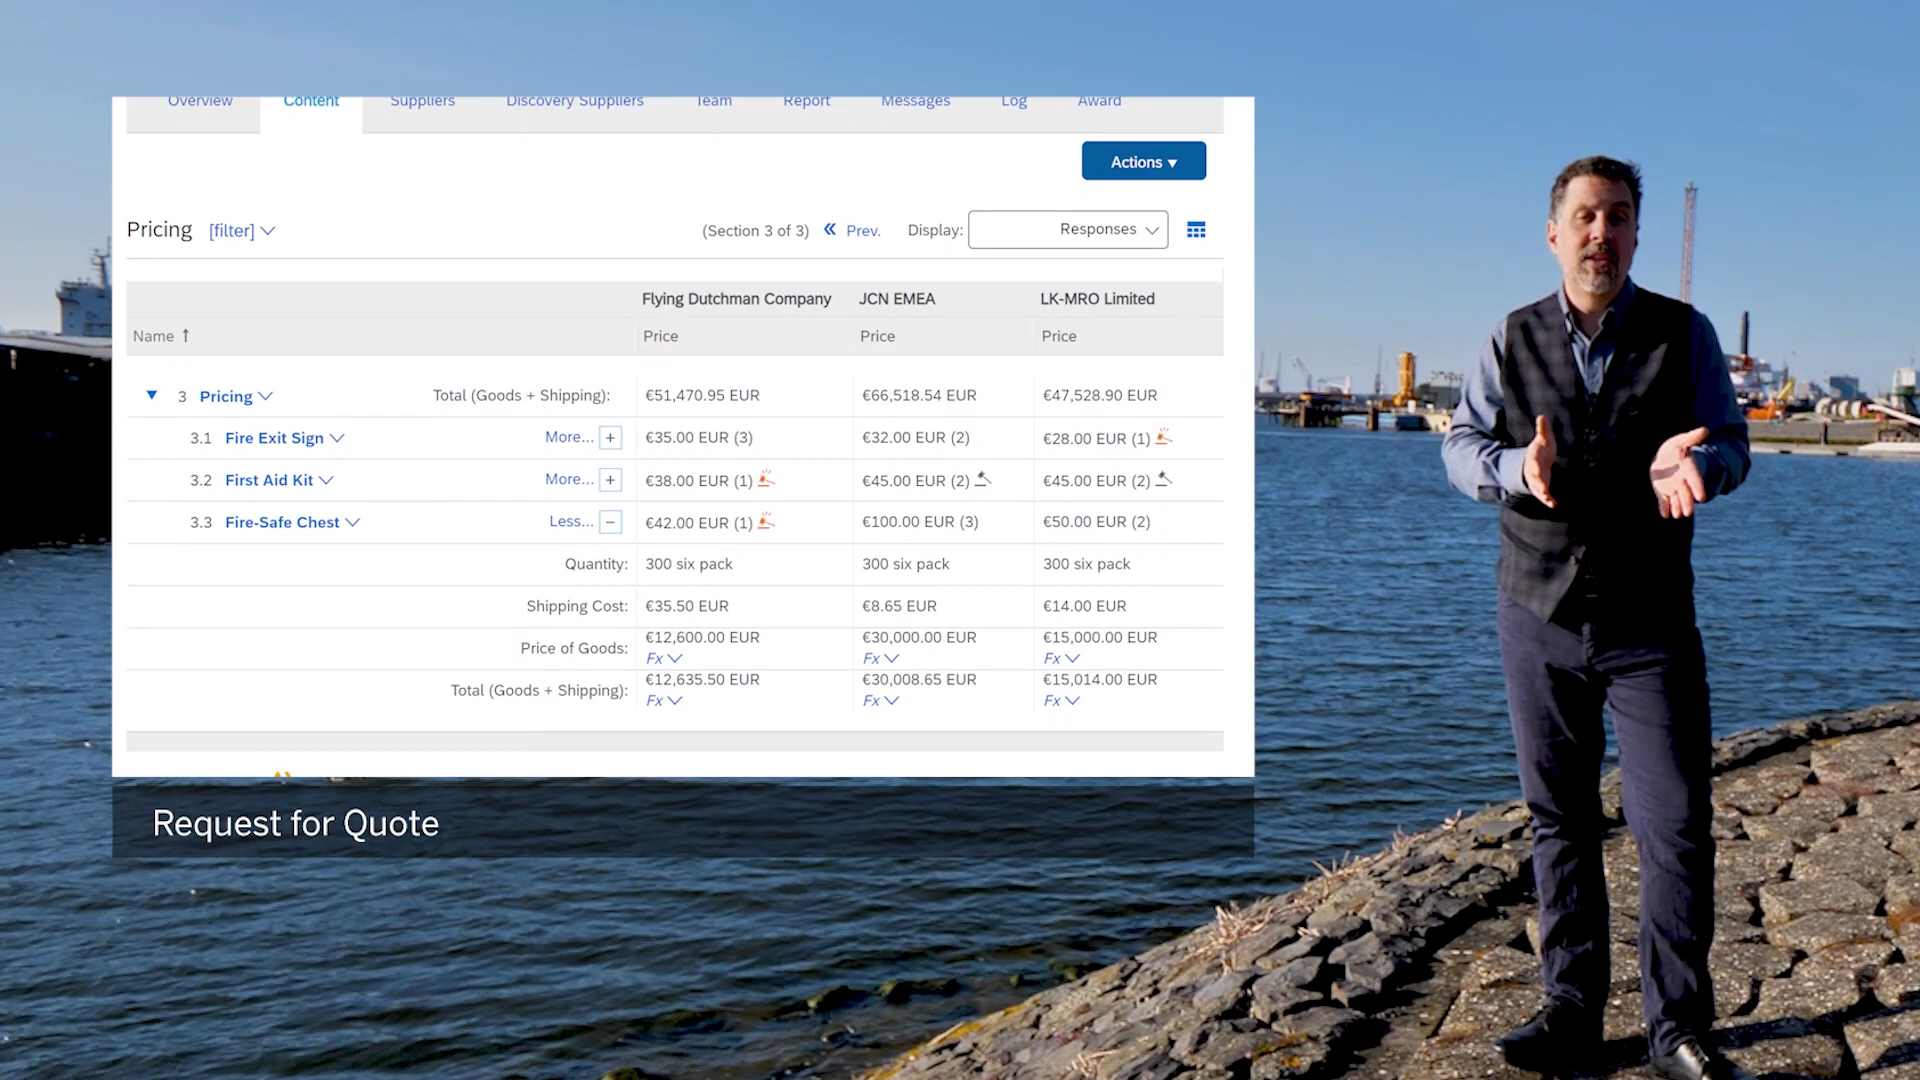 Overview Content Suppliers Discovery Suppliers Team Report Messages Log Award
Actions ▼
Pricing [filter] (Section 3 of 3) « Prev. Display: Responses
Flying Dutchman Company JCN EMEA LK-MRO Limited
Name ↑ Price Price Price
▼ 3 Pricing Total (Goods + Shipping): €51,470.95 EUR €66,518.54 EUR €47,528.90 EUR
3.1 Fire Exit Sign More... + €35.00 EUR (3) €32.00 EUR (2) €28.00 EUR (1)
3.2 First Aid Kit More... + €38.00 EUR (1) €45.00 EUR (2) €45.00 EUR (2)
3.3 Fire-Safe Chest Less... − €42.00 EUR (1) €100.00 EUR (3) €50.00 EUR (2)
Quantity: 300 six pack 300 six pack 300 six pack
Shipping Cost: €35.50 EUR €8.65 EUR €14.00 EUR
Price of Goods: €12,600.00 EUR €30,000.00 EUR €15,000.00 EUR
Fx Fx Fx
Total (Goods + Shipping): €12,635.50 EUR €30,008.65 EUR €15,014.00 EUR
Fx Fx Fx
Request for Quote